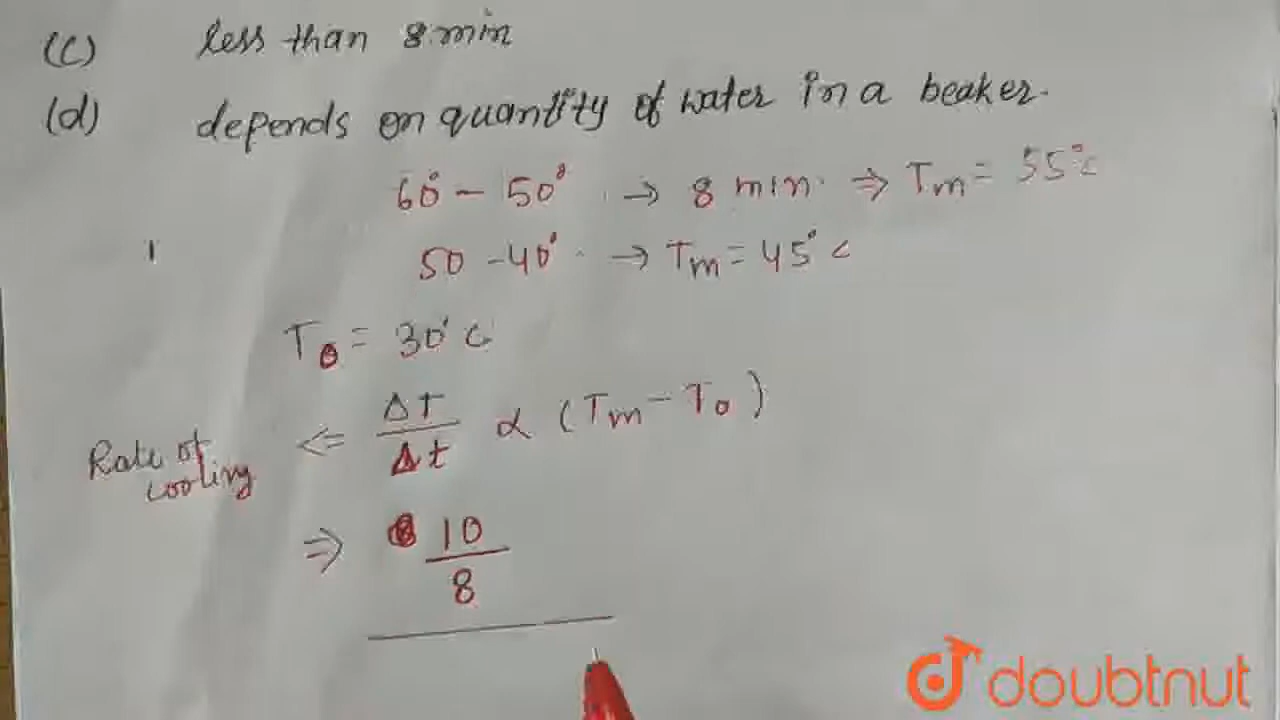 (c) less than 8 min
(d) depends on quantity of water in a beaker.
60° - 50° → 8 min. ⇒ Tm = 55°c
50 - 40° → Tm = 45° c
T0 = 30° c
Rate of cooling <= ΔT/Δt α (Tm - To)
⇒ 10/8
doubtnut